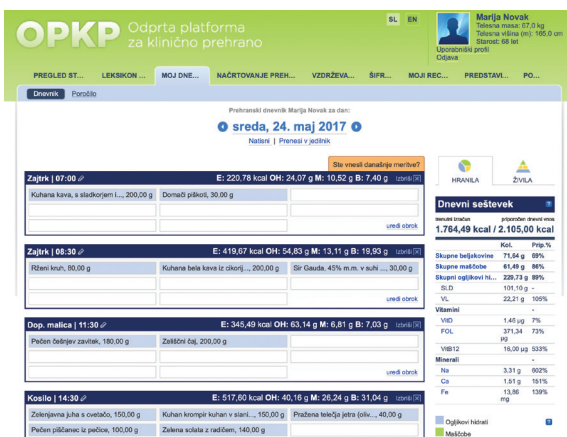 OPKP Odprta platforma
za klinično prehrano
SL EN
Marija Novak
Telesna masa: 67,0 kg
Telesna višina (m): 165,0 cm
Starost: 68 let
Uporabniški profil
Odjava
PREGLED ST... LEKSIKON ... MOJ DNE... NAČRTOVANJE PREH... VZDRŽEVA... ŠIFR... MOJI REC... PREDSTAVI... PO...
Dnevnik Poročilo
Prehranski dnevnik Marija Novak za dan:
sreda, 24. maj 2017
Natisni | Prenesi v jedilnik
Ste vnesli današnje meritve?
Zajtrk | 07:00 E: 220,78 kcal OH: 24,07 g M: 10,52 g B: 7,40 g Izbriši
Kuhana kava, s sladkorjem i..., 200,00 g Domači piškoti, 30,00 g
uredi obrok
Zajtrk | 08:30 E: 419,67 kcal OH: 54,83 g M: 13,11 g B: 19,93 g Izbriši
Rženi kruh, 80,00 g Kuhana bela kava iz cikorij..., 200,00 g Sir Gauda, 45% m.m. v suhi ..., 30,00 g
uredi obrok
Dop. malica | 11:30 E: 345,49 kcal OH: 63,14 g M: 6,81 g B: 7,03 g Izbriši
Pečen češnjev zavitek, 180,00 g Zeliščni čaj, 200,00 g
uredi obrok
Kosilo | 14:30 E: 517,60 kcal OH: 40,16 g M: 26,24 g B: 31,04 g Izbriši
Zelenjavna juha s cvetačo, 150,00 g Kuhan krompir kuhan v slani..., 150,00 g Pražena telečja jetra (oliv..., 40,00 g
Pečen piščanec iz pečice, 100,00 g Zelena solata z radičem, 140,00 g
HRANILA ŽIVILA
Dnevni seštevek
trenutni izračun priporočen dnevni vnos
1.764,49 kcal / 2.105,00 kcal
Kol. Prip.%
Skupne beljakovine 71,64 g 69%
Skupne maščobe 61,49 g 86%
Skupni ogljikovi hi... 229,73 g 89%
SLD 101,10 g -
VL 22,21 g 105%
Vitamini -
VitD 1,46 µg 7%
FOL 371,34 µg 73%
VitB12 16,00 µg 533%
Minerali -
Na 3,31 g 602%
Ca 1,51 g 151%
Fe 13,86 mg 139%
Ogljikovi hidrati
Maščobe